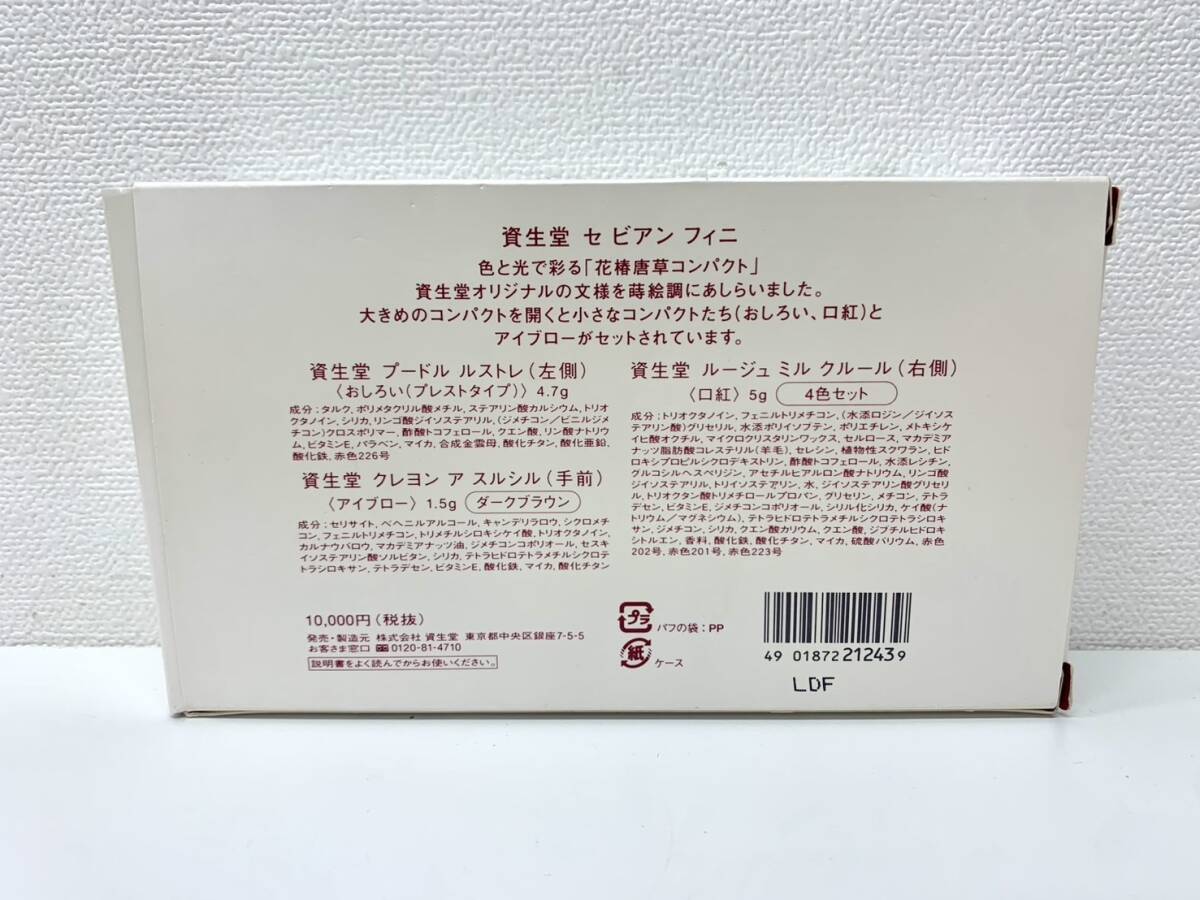 資生堂 セ ビアン フィニ
色と光で彩る「花椿唐草コンパクト」
資生堂オリジナルの文様を蒔絵調にあしらいました。
大きめのコンパクトを開くと小さなコンパクトたち(おしろい、口紅)と
アイブローがセットされています。
資生堂 プードル ルストレ(左側)
〈おしろい(プレストタイプ)〉4.7g
成分:タルク、ポリメタクリル酸メチル、ステアリン酸カルシウム、トリオ
クタノイン、シリカ、リンゴ酸ジイソステアリル、(ジメチコン/ビニルジメ
チコン)クロスポリマー、酢酸トコフェロール、クエン酸、リン酸ナトリウ
ム、ビタミンE、パラベン、マイカ、合成金雲母、酸化チタン、酸化亜鉛、
酸化鉄、赤色226号
資生堂 クレヨン ア スルシル(手前)
〈アイブロー〉1.5g ダークブラウン
成分:セリサイト、ベヘニルアルコール、キャンデリラロウ、シクロメチ
コン、フェニルトリメチコン、トリメチルシロキシケイ酸、トリオクタノイン、
カルナウバロウ、マカデミアナッツ油、ジメチコンコポリオール、セスキ
イソステアリン酸ソルビタン、シリカ、テトラヒドロテトラメチルシクロテ
トラシロキサン、テトラデセン、ビタミンE、酸化鉄、マイカ、酸化チタン
資生堂 ルージュ ミル クルール(右側)
〈口紅〉5g 4色セット
成分:トリオクタノイン、フェニルトリメチコン、(水添ロジン/ジイソス
テアリン酸)グリセリル、水添ポリイソブテン、ポリエチレン、メトキシケ
イヒ酸オクチル、マイクロクリスタリンワックス、セルロース、マカデミア
ナッツ脂肪酸コレステリル(羊毛)、セレシン、植物性スクワラン、ヒド
ロキシプロピルシクロデキストリン、酢酸トコフェロール、水添レシチン、
グルコシルヘスペリジン、アセチルヒアルロン酸ナトリウム、リンゴ酸
ジイソステアリル、トリイソステアリン、水、ジイソステアリン酸グリセリ
ル、トリオクタン酸トリメチロールプロパン、グリセリン、メチコン、テトラ
デセン、ビタミンE、ジメチコンコポリオール、シリル化シリカ、ケイ酸(ナ
トリウム/マグネシウム)、テトラヒドロテトラメチルシクロテトラシロキ
サン、ジメチコン、シリカ、クエン酸カリウム、クエン酸、ジブチルヒドロキ
シトルエン、香料、酸化鉄、酸化チタン、マイカ、硫酸バリウム、赤色
202号、赤色201号、赤色223号
10,000円(税抜)
発売・製造元 株式会社 資生堂 東京都中央区銀座7-5-5
お客さま窓口 0120-81-4710
説明書をよく読んでからお使いください。
プラ パフの袋:PP
紙 ケース
49 01872 212439
LDF